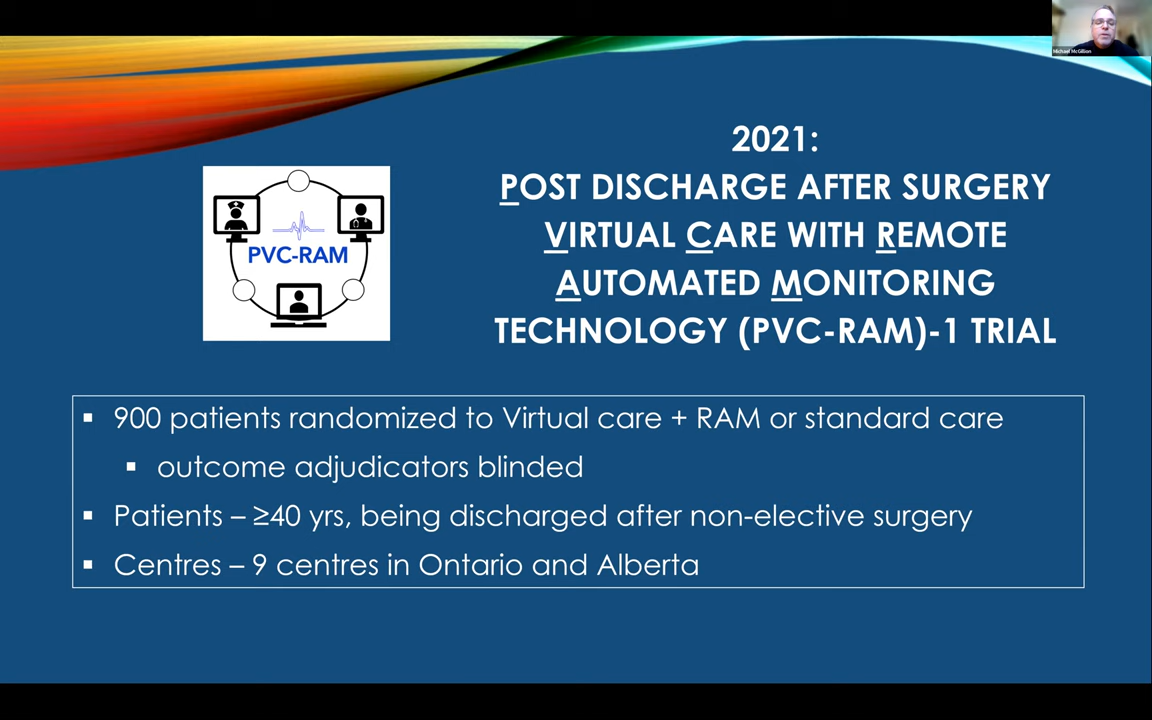 Michael McGillion
2021:
POST DISCHARGE AFTER SURGERY
VIRTUAL CARE WITH REMOTE
AUTOMATED MONITORING
TECHNOLOGY (PVC-RAM)-1 TRIAL
PVC-RAM
▪ 900 patients randomized to Virtual care + RAM or standard care
▪ outcome adjudicators blinded
▪ Patients – ≥40 yrs, being discharged after non-elective surgery
▪ Centres – 9 centres in Ontario and Alberta